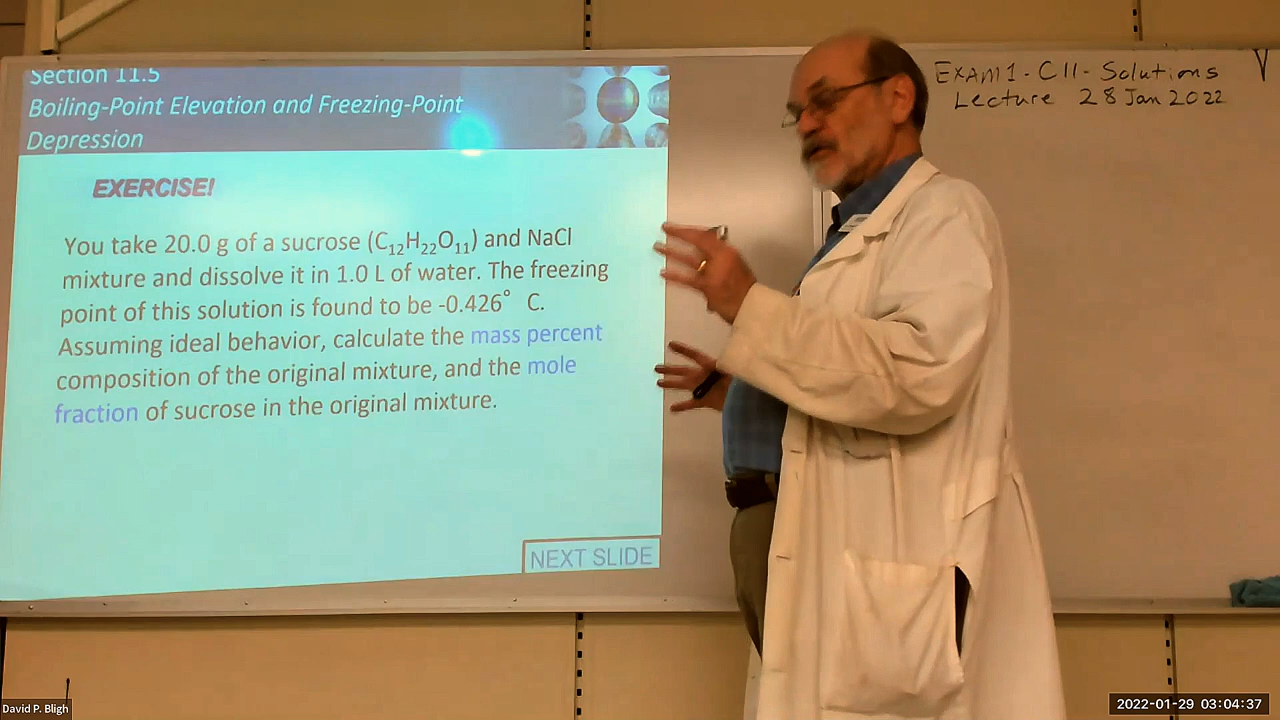 Section 11.5
Boiling-Point Elevation and Freezing-Point
Depression
EXERCISE!
You take 20.0 g of a sucrose (C₁₂H₂₂O₁₁) and NaCl
mixture and dissolve it in 1.0 L of water. The freezing
point of this solution is found to be -0.426° C.
Assuming ideal behavior, calculate the mass percent
composition of the original mixture, and the mole
fraction of sucrose in the original mixture.
NEXT SLIDE
EXAM 1 - C11 - Solutions
Lecture 28 Jan 2022
David P. Bligh
2022-01-29 03:04:37